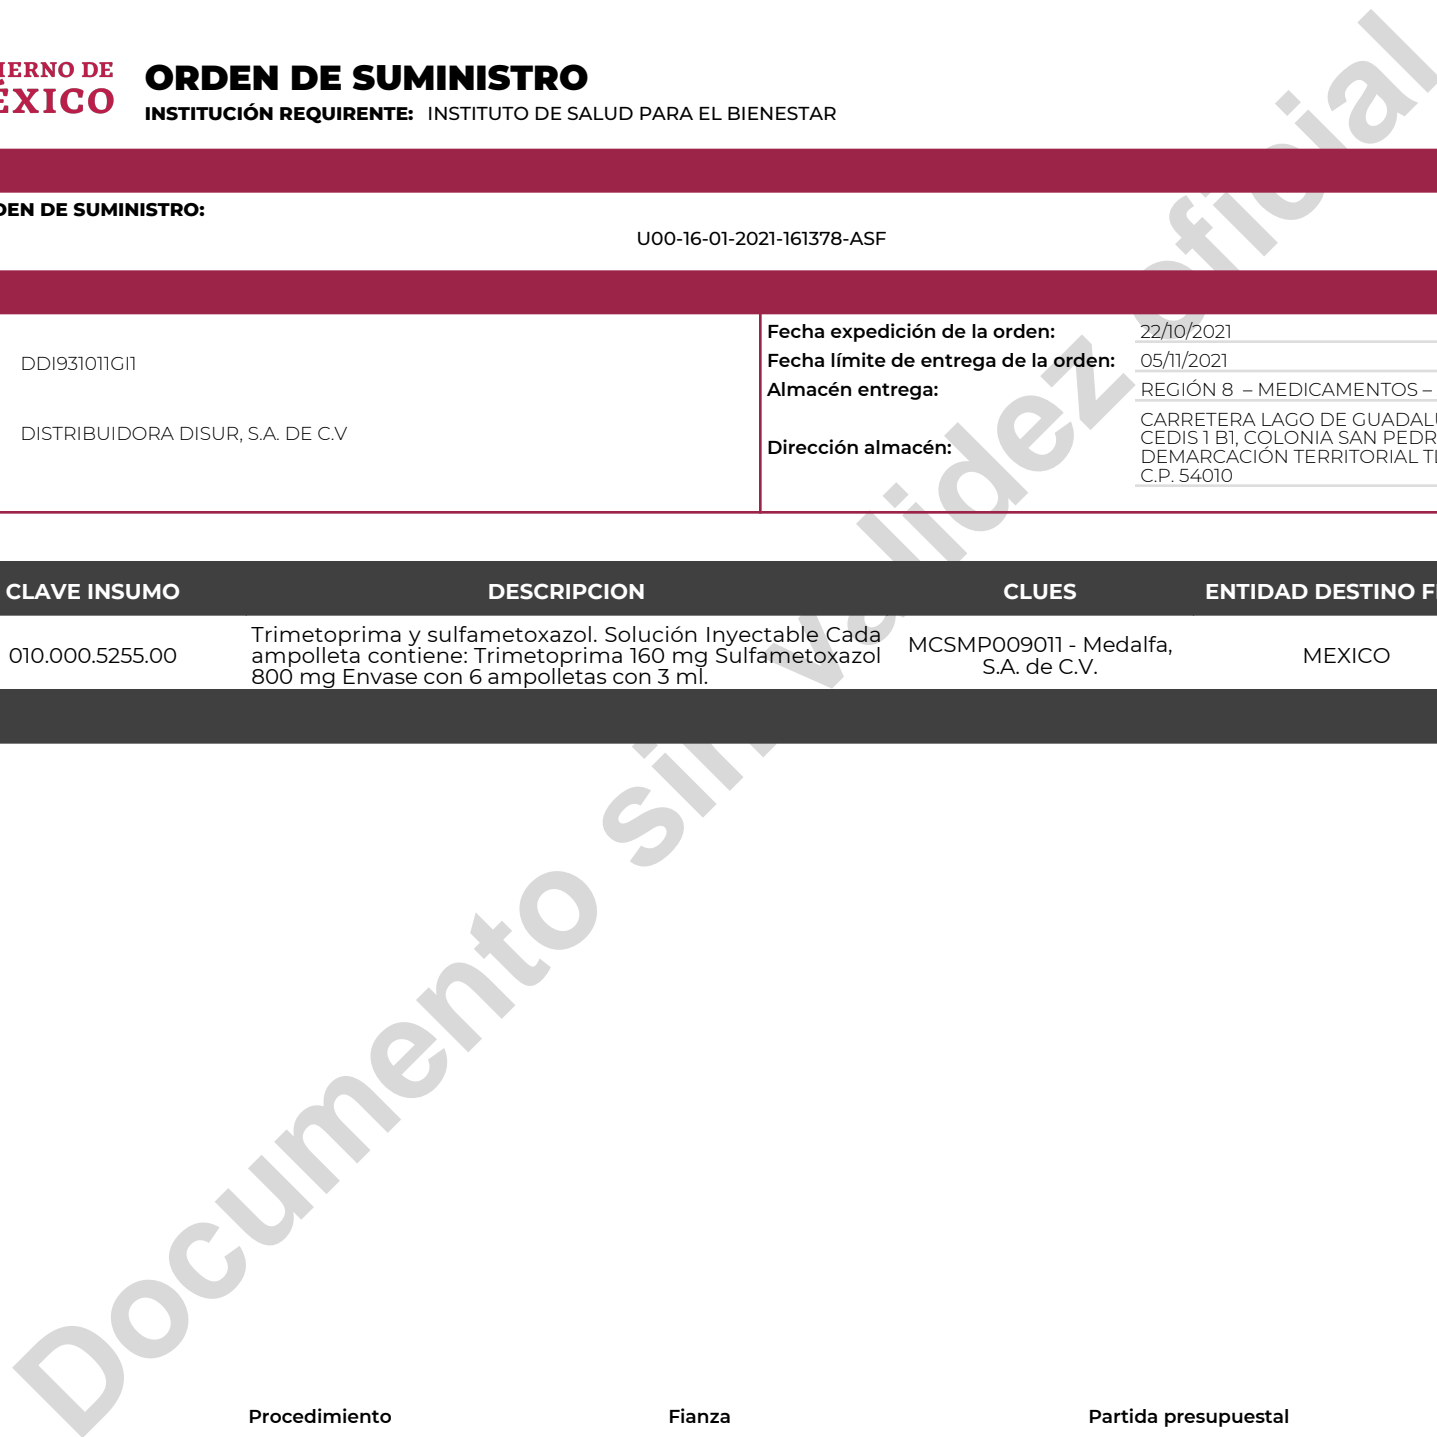 IERNO DE
ÉXICO
ORDEN DE SUMINISTRO
INSTITUCIÓN REQUIRENTE: INSTITUTO DE SALUD PARA EL BIENESTAR
DEN DE SUMINISTRO:
U00-16-01-2021-161378-ASF
DDI931011GI1
DISTRIBUIDORA DISUR, S.A. DE C.V
Fecha expedición de la orden: 22/10/2021
Fecha límite de entrega de la orden: 05/11/2021
Almacén entrega: REGIÓN 8 – MEDICAMENTOS –
Dirección almacén:
CARRETERA LAGO DE GUADALU
CEDIS 1 B1, COLONIA SAN PEDR
DEMARCACIÓN TERRITORIAL TL
C.P. 54010
CLAVE INSUMO DESCRIPCION CLUES ENTIDAD DESTINO FI
010.000.5255.00
Trimetoprima y sulfametoxazol. Solución Inyectable Cada
ampolleta contiene: Trimetoprima 160 mg Sulfametoxazol
800 mg Envase con 6 ampolletas con 3 ml.
MCSMP009011 - Medalfa,
S.A. de C.V.
MEXICO
Documento sin validez oficial
Procedimiento Fianza Partida presupuestal